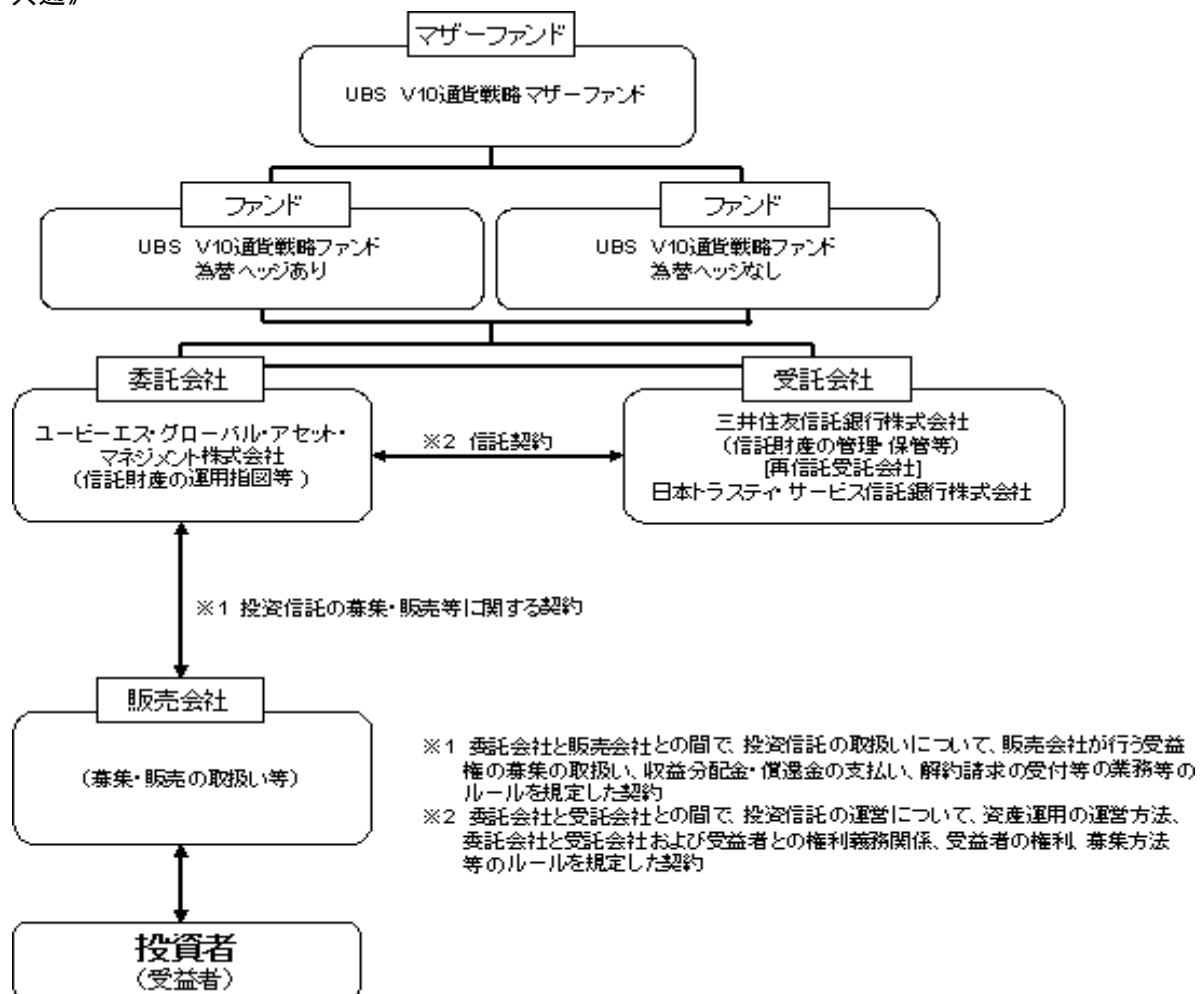 共通》
マザーファンド
UBS V10通貨戦略マザーファンド
ファンド
UBS V10通貨戦略ファンド
為替ヘッジあり
ファンド
UBS V10通貨戦略ファンド
為替ヘッジなし
委託会社
ユービーエス・グローバル・アセット・
マネジメント株式会社
(信託財産の運用指図等)
※2 信託契約
受託会社
三井住友信託銀行株式会社
(信託財産の管理・保管等)
[再信託受託会社]
日本トラスティ・サービス信託銀行株式会社
※1 投資信託の募集・販売等に関する契約
販売会社
(募集・販売の取扱い等)
※1 委託会社と販売会社との間で、投資信託の取扱いについて、販売会社が行う受益
権の募集の取扱い、収益分配金・償還金の支払い、解約請求の受付等の業務等の
ルールを規定した契約
※2 委託会社と受託会社との間で、投資信託の運営について、資産運用の運営方法、
委託会社と受託会社および受益者との権利義務関係、受益者の権利、募集方法
等のルールを規定した契約
投資者
(受益者)